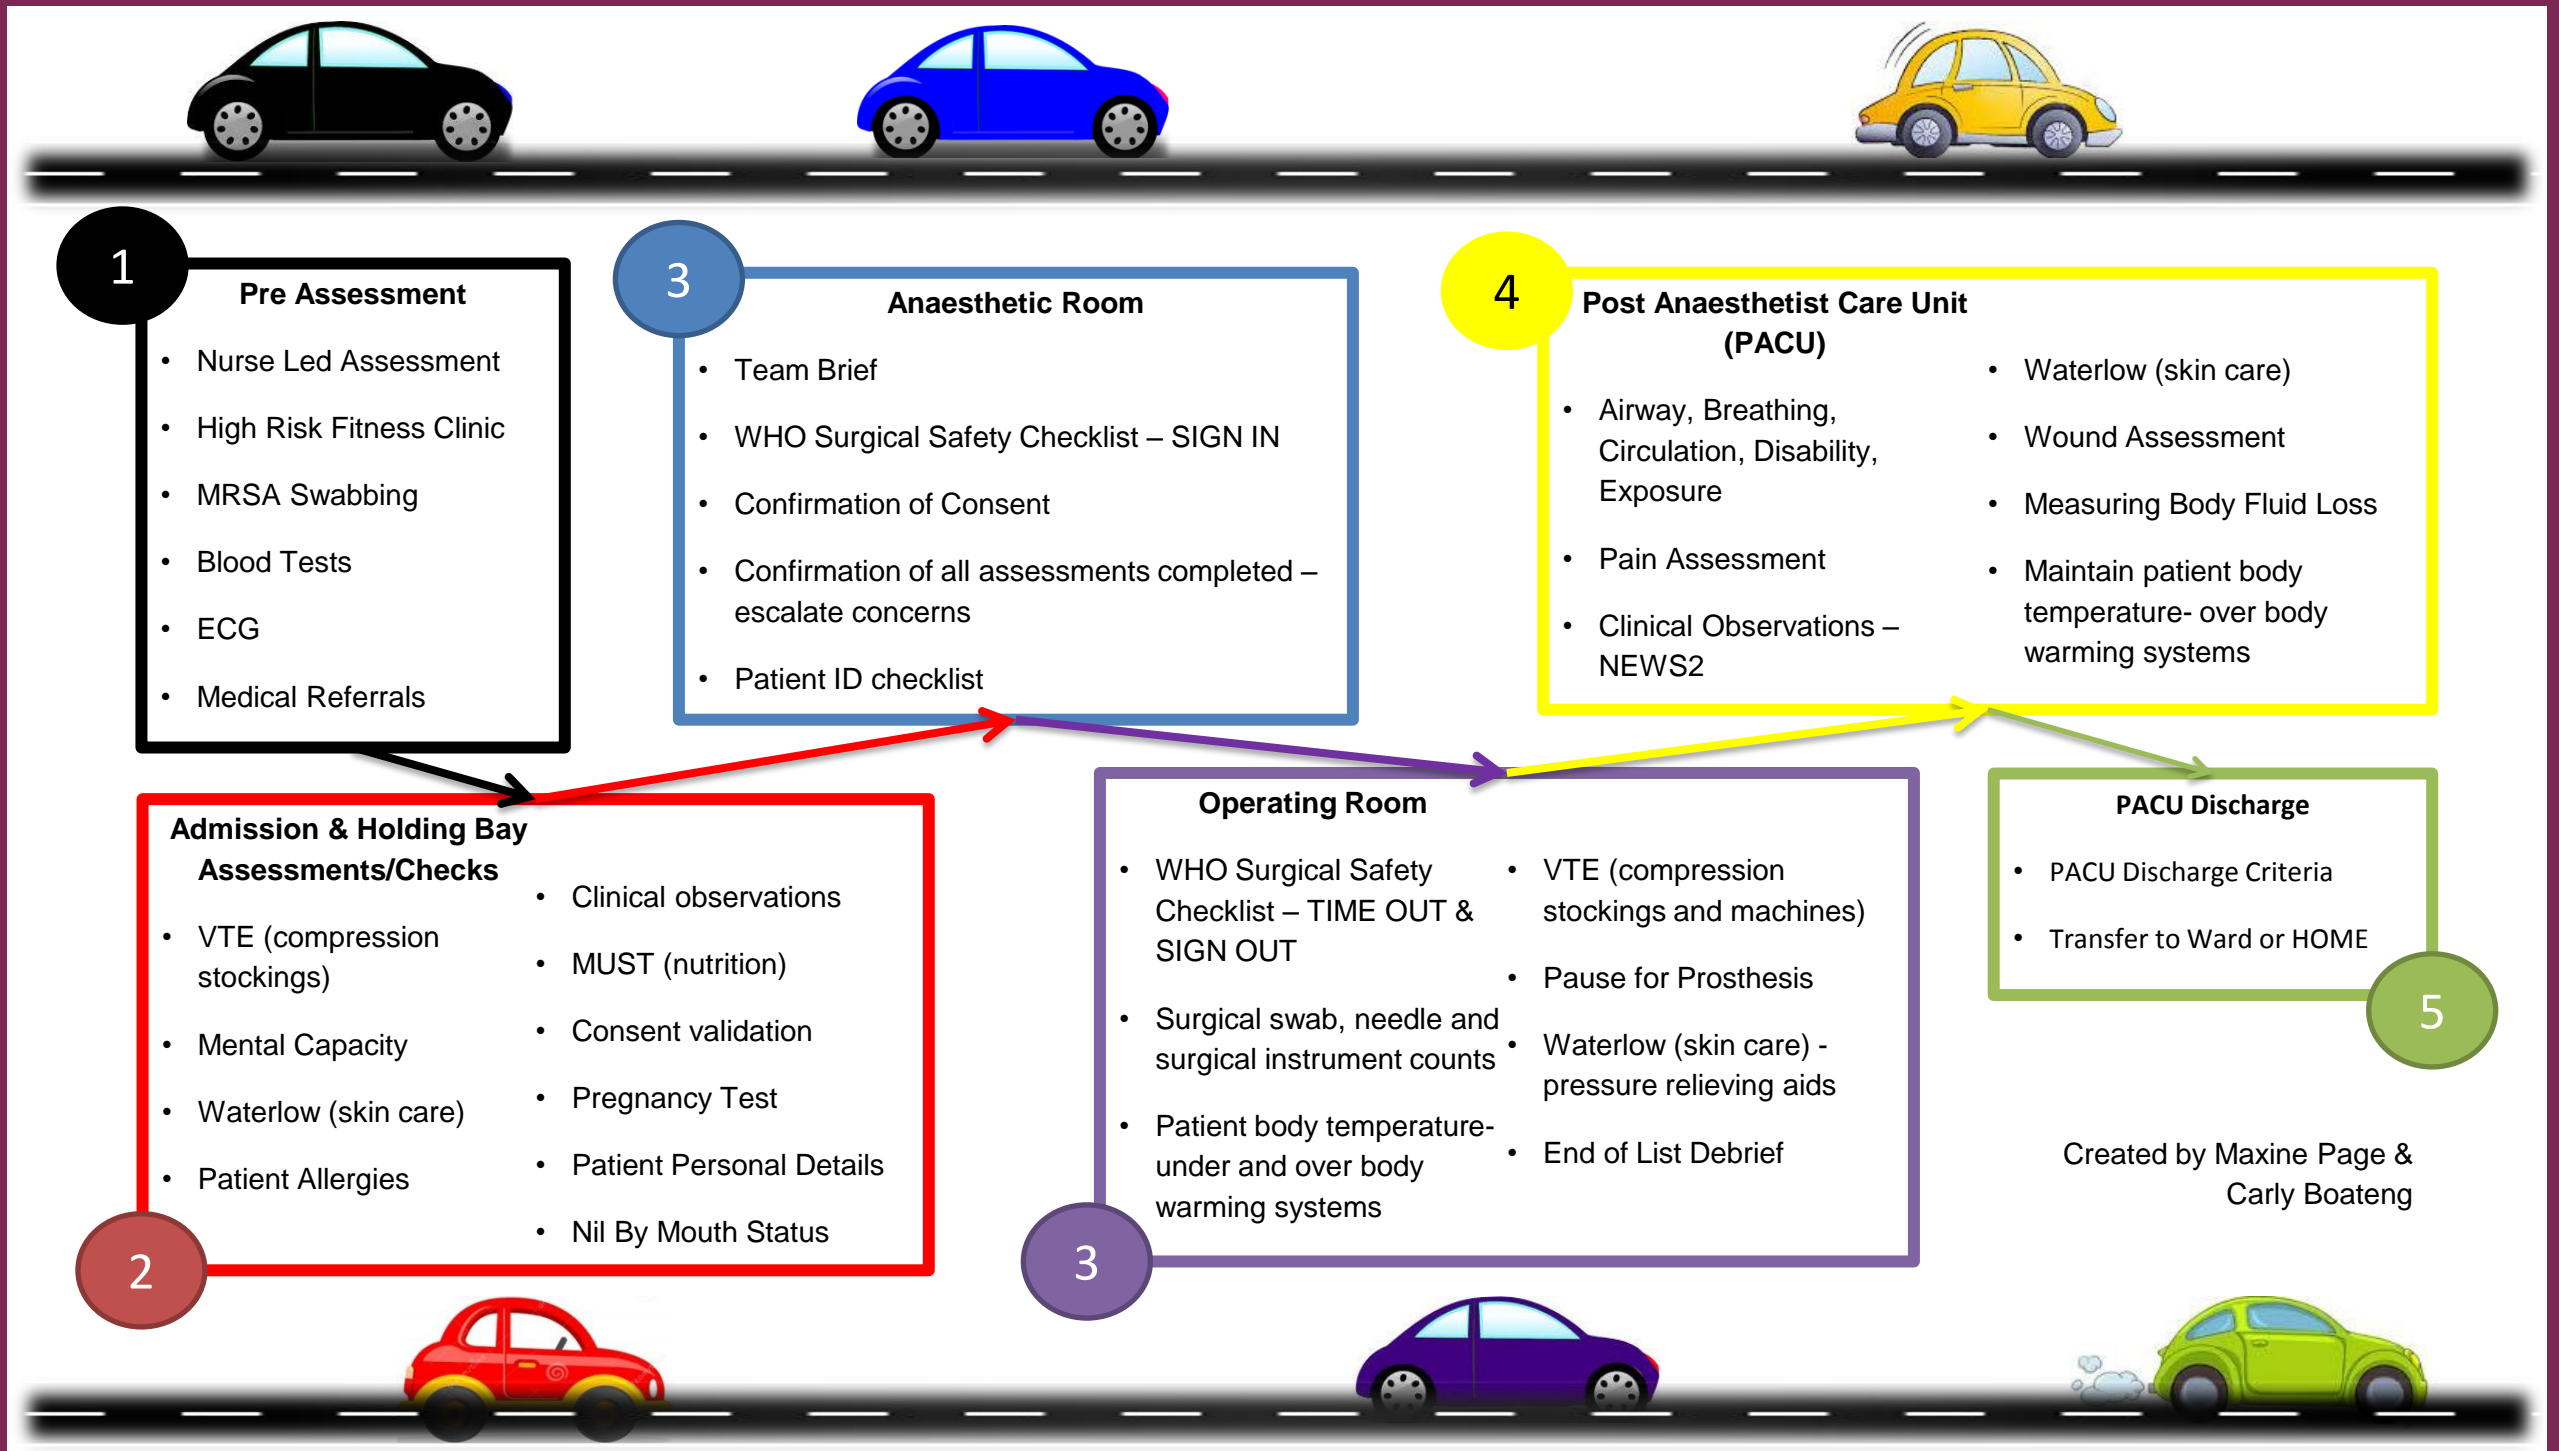 1
Pre Assessment
• Nurse Led Assessment
• High Risk Fitness Clinic
• MRSA Swabbing
• Blood Tests
• ECG
• Medical Referrals
2
Admission & Holding Bay
Assessments/Checks
• VTE (compression
stockings)
• Mental Capacity
• Waterlow (skin care)
• Patient Allergies
• Clinical observations
• MUST (nutrition)
• Consent validation
• Pregnancy Test
• Patient Personal Details
• Nil By Mouth Status
3
Anaesthetic Room
• Team Brief
• WHO Surgical Safety Checklist – SIGN IN
• Confirmation of Consent
• Confirmation of all assessments completed –
escalate concerns
• Patient ID checklist
3
Operating Room
• WHO Surgical Safety
Checklist – TIME OUT &
SIGN OUT
• Surgical swab, needle and
surgical instrument counts
• Patient body temperature-
under and over body
warming systems
• VTE (compression
stockings and machines)
• Pause for Prosthesis
• Waterlow (skin care) -
pressure relieving aids
• End of List Debrief
4
Post Anaesthetist Care Unit
(PACU)
• Airway, Breathing,
Circulation, Disability,
Exposure
• Pain Assessment
• Clinical Observations –
NEWS2
• Waterlow (skin care)
• Wound Assessment
• Measuring Body Fluid Loss
• Maintain patient body
temperature- over body
warming systems
PACU Discharge
• PACU Discharge Criteria
• Transfer to Ward or HOME
5
Created by Maxine Page &
Carly Boateng